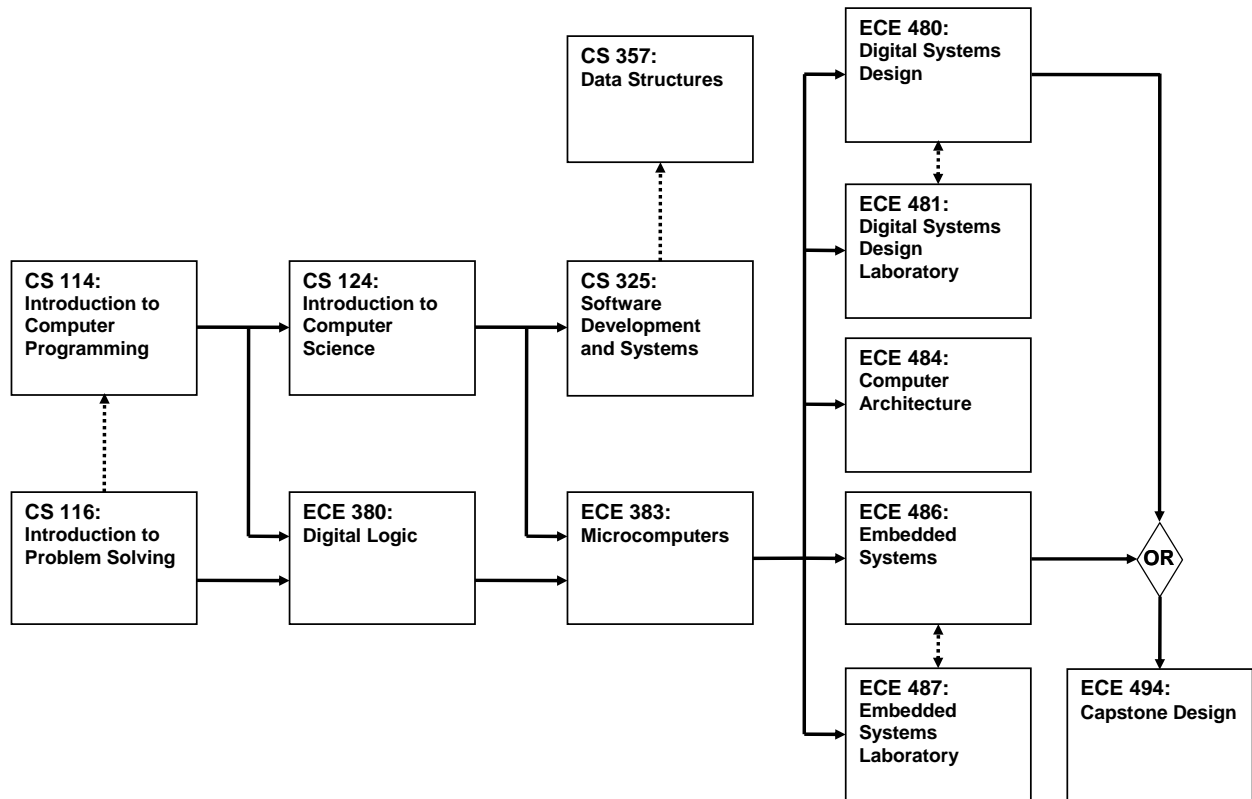 CS 357:
Data Structures
ECE 480:
Digital Systems
Design
ECE 481:
Digital Systems
Design
Laboratory
CS 114:
Introduction to
Computer
Programming
CS 124:
Introduction to
Computer
Science
CS 325:
Software
Development
and Systems
ECE 484:
Computer
Architecture
CS 116:
Introduction to
Problem Solving
ECE 380:
Digital Logic
ECE 383:
Microcomputers
ECE 486:
Embedded
Systems
OR
ECE 487:
Embedded
Systems
Laboratory
ECE 494:
Capstone Design